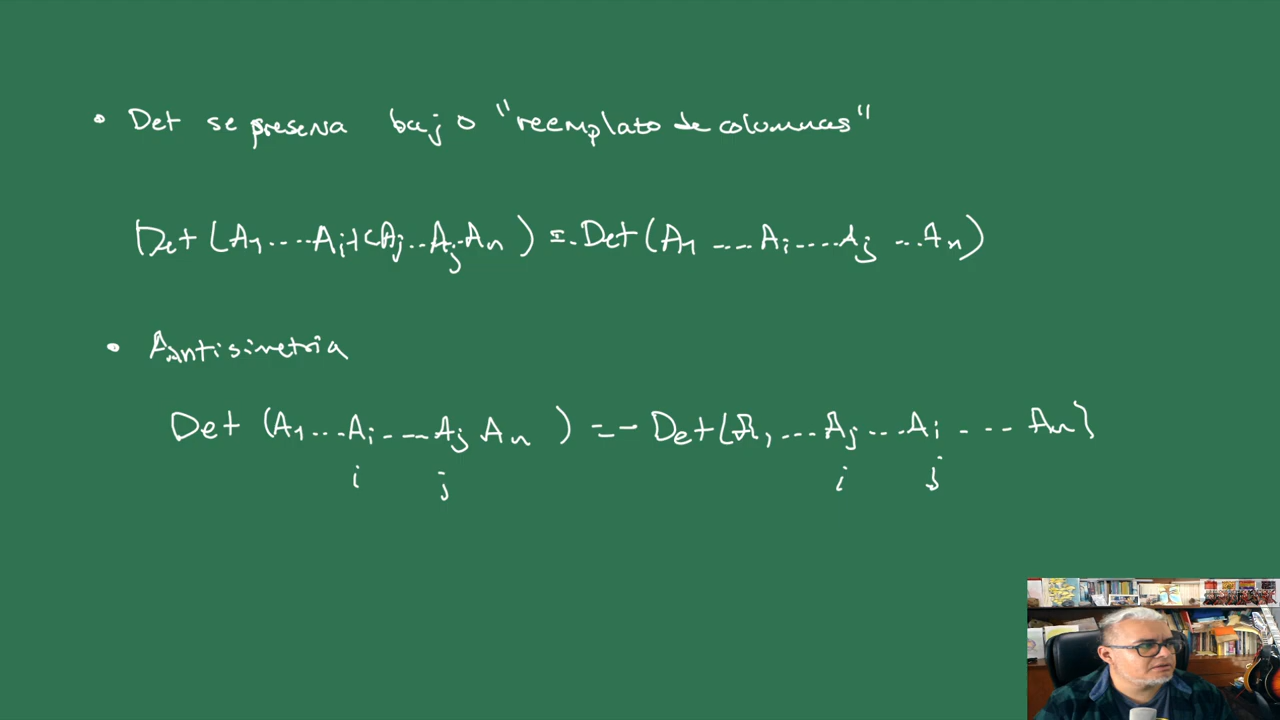 • Det se preserva bajo "reemplato de columnas"
Det (A₁....Aᵢ+cAⱼ..Aⱼ.Aₙ) = Det (A₁ ....Aᵢ....Aⱼ ...Aₙ)
• Antisimetria
Det (A₁...Aᵢ....Aⱼ Aₙ) = - Det (A₁...Aⱼ...Aᵢ .... Aₙ)
i j i j